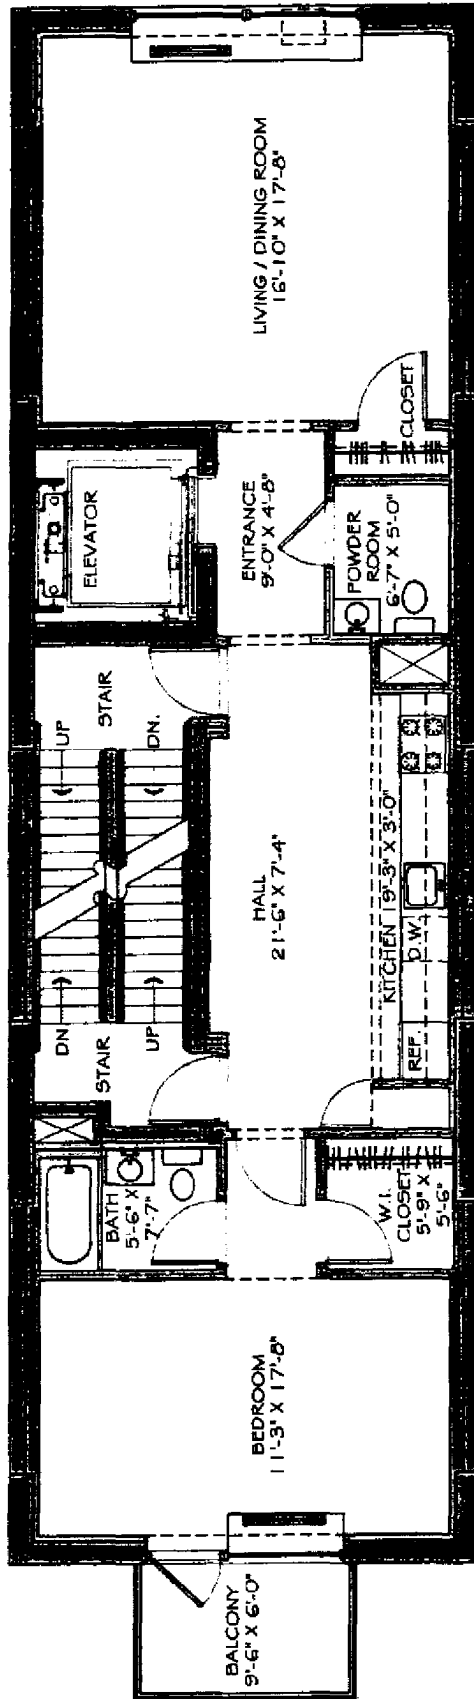 LIVING / DINING ROOM
16'-10" X 17'-8"
CLOSET
ELEVATOR
ENTRANCE
9'-0" X 4'-8"
POWDER
ROOM
6'-7" X 5'-0"
UP
STAIR
DN.
HALL
21'-6" X 7'-4"
KITCHEN 19'-3" X 3'-0"
D.W.
REF.
DN
STAIR
UP
BATH
5'-6" X
7'-7"
W.I.
CLOSET
5'-9" X
5'-6"
BEDROOM
11'-3" X 17'-8"
BALCONY
9'-6" X 6'-0"